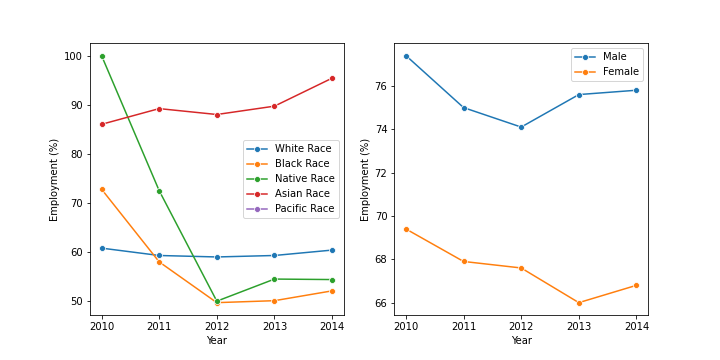 100
90
80
70
60
50
Employment (%)
2010 2011 2012 2013 2014
Year
White Race
Black Race
Native Race
Asian Race
Pacific Race
76
74
72
70
68
66
Employment (%)
2010 2011 2012 2013 2014
Year
Male
Female